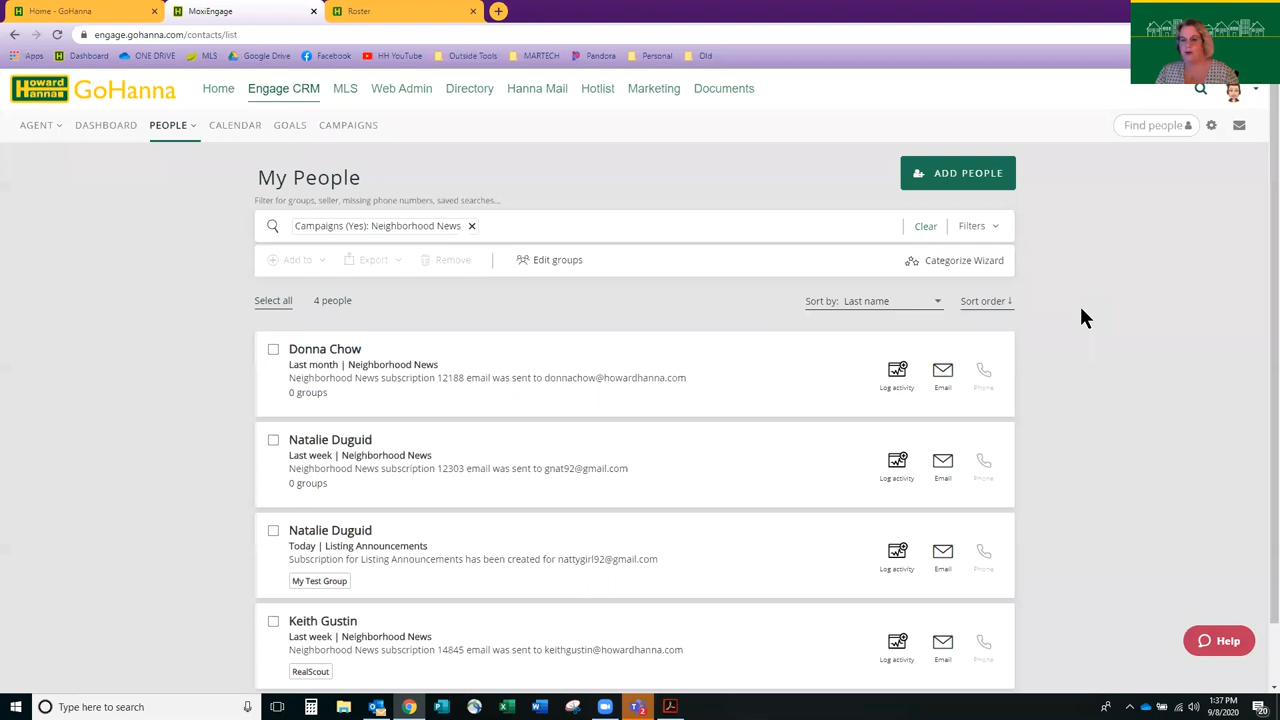 Home - GoHanna
MoxiEngage
Roster
engage.gohanna.com/contacts/list
Apps
Dashboard
ONE DRIVE
MLS
Google Drive
HH YouTube
Facebook
Outside Tools
MARTECH
Pandora
Personal
Old
Howard Hanna GoHanna
Home
Engage CRM
MLS
Web Admin
Directory
Hanna Mail
Hotlist
Marketing
Documents
AGENT
DASHBOARD
PEOPLE
CALENDAR
GOALS
CAMPAIGNS
Find people
My People
ADD PEOPLE
Filter for groups, seller, missing phone numbers, saved searches...
Campaigns (Yes): Neighborhood News
Clear
Filters
Add to
Export
Remove
Edit groups
Categorize Wizard
Select all
4 people
Sort by: Last name
Sort order
Donna Chow
Last month | Neighborhood News
Neighborhood News subscription 12188 email was sent to donnachow@howardhanna.com
0 groups
Log activity
Email
Phone
Natalie Duguid
Last week | Neighborhood News
Neighborhood News subscription 12303 email was sent to gnat92@gmail.com
0 groups
Log activity
Email
Phone
Natalie Duguid
Today | Listing Announcements
Subscription for Listing Announcements has been created for nattygirl92@gmail.com
My Test Group
Log activity
Email
Phone
Keith Gustin
Last week | Neighborhood News
Neighborhood News subscription 14845 email was sent to keithgustin@howardhanna.com
RealScout
Log activity
Email
Phone
Help
Type here to search
1:37 PM
9/8/2020
20